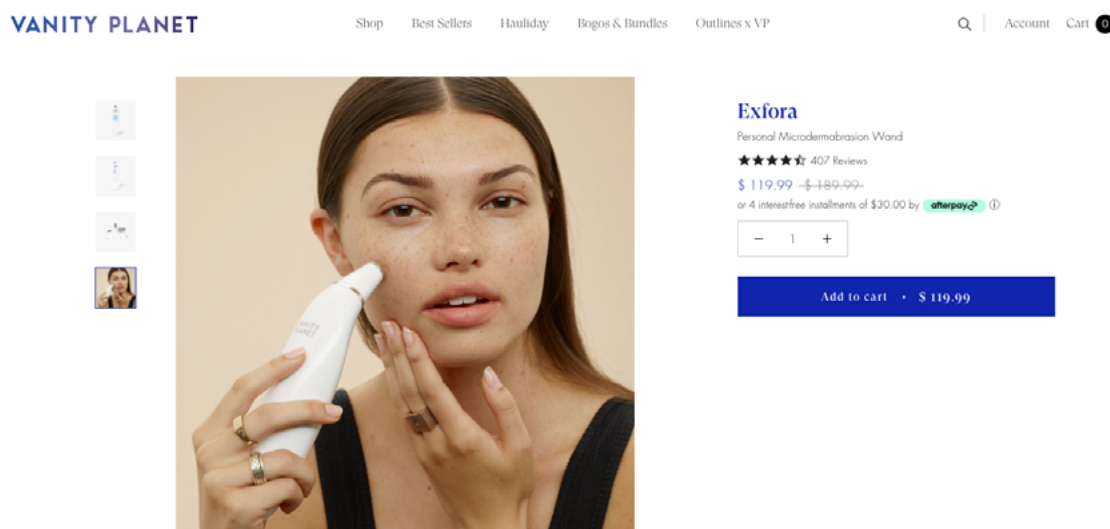 VANITY PLANET
Shop Best Sellers Hauliday Bogos & Bundles Outlines x VP
Account Cart 0
Exfora
Personal Microdermabrasion Wand
407 Reviews
$ 119.99 $ 189.99
or 4 interest-free installments of $30.00 by afterpay
− 1 +
Add to cart • $ 119.99
VANITY
PLANET